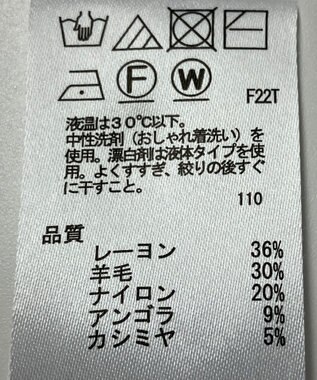 F
W
F22T
液温は30℃以下。
中性洗剤（おしゃれ着洗い）を
使用。漂白剤は液体タイプを使
用。よくすすぎ、絞りの後すぐ
に干すこと。
110
品質
レーヨン 36%
羊毛 30%
ナイロン 20%
アンゴラ 9%
カシミヤ 5%